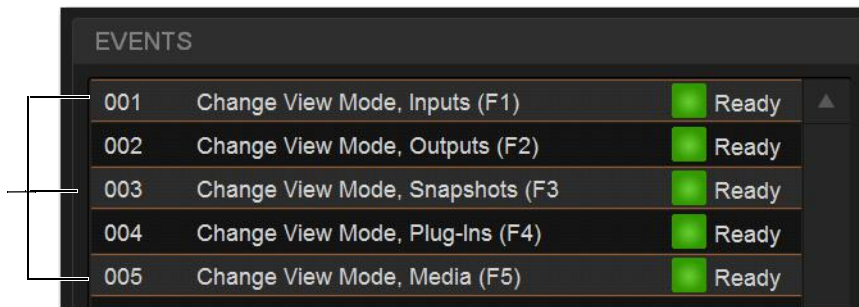 EVENTS
001 Change View Mode, Inputs (F1) Ready
002 Change View Mode, Outputs (F2) Ready
003 Change View Mode, Snapshots (F3 Ready
004 Change View Mode, Plug-Ins (F4) Ready
005 Change View Mode, Media (F5) Ready